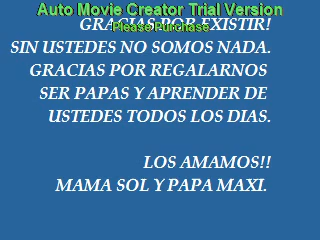 Auto Movie Creator Trial Version
GRACIAS POR EXISTIR!
Please Purchase
SIN USTEDES NO SOMOS NADA.
GRACIAS POR REGALARNOS
SER PAPAS Y APRENDER DE
USTEDES TODOS LOS DIAS.
LOS AMAMOS!!
MAMA SOL Y PAPA MAXI.